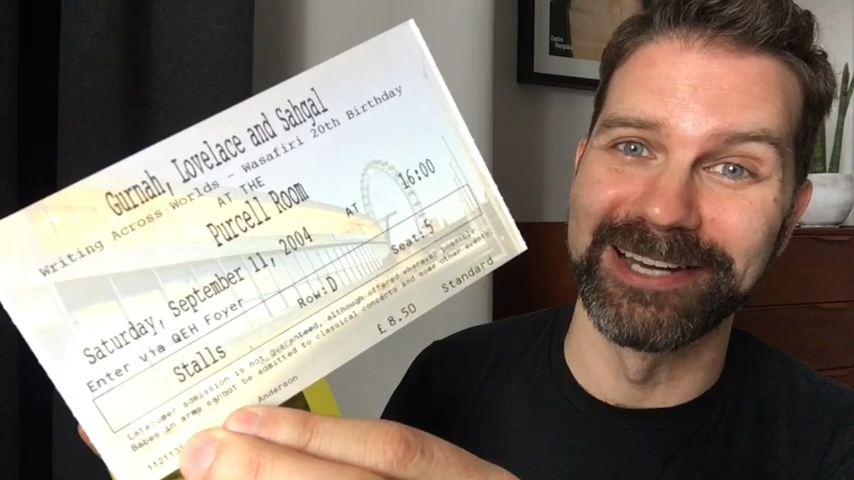 Gurnah, Lovelace and Sahgal
Writing Across Worlds - Wasafiri 20th Birthday
AT THE
Purcell Room
Saturday, September 11, 2004 AT 16:00
Enter via QEH Foyer
Stalls Row:D Seat:5
Latecomer admission is not guaranteed, although offered wherever possible
Babes in arms cannot be admitted to classical concerts and some other events.
£8.50 Standard
Anderson